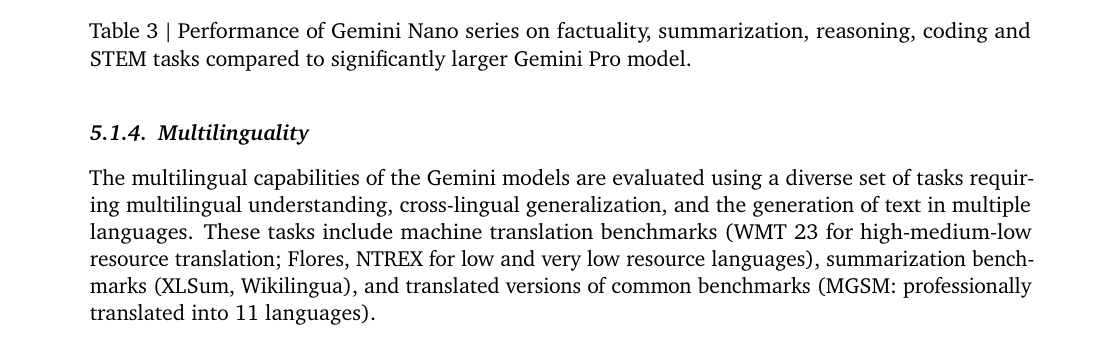 Table 3 | Performance of Gemini Nano series on factuality, summarization, reasoning, coding and
STEM tasks compared to significantly larger Gemini Pro model.
5.1.4. Multilinguality
The multilingual capabilities of the Gemini models are evaluated using a diverse set of tasks requir-
ing multilingual understanding, cross-lingual generalization, and the generation of text in multiple
languages. These tasks include machine translation benchmarks (WMT 23 for high-medium-low
resource translation; Flores, NTREX for low and very low resource languages), summarization bench-
marks (XLSum, Wikilingua), and translated versions of common benchmarks (MGSM: professionally
translated into 11 languages).